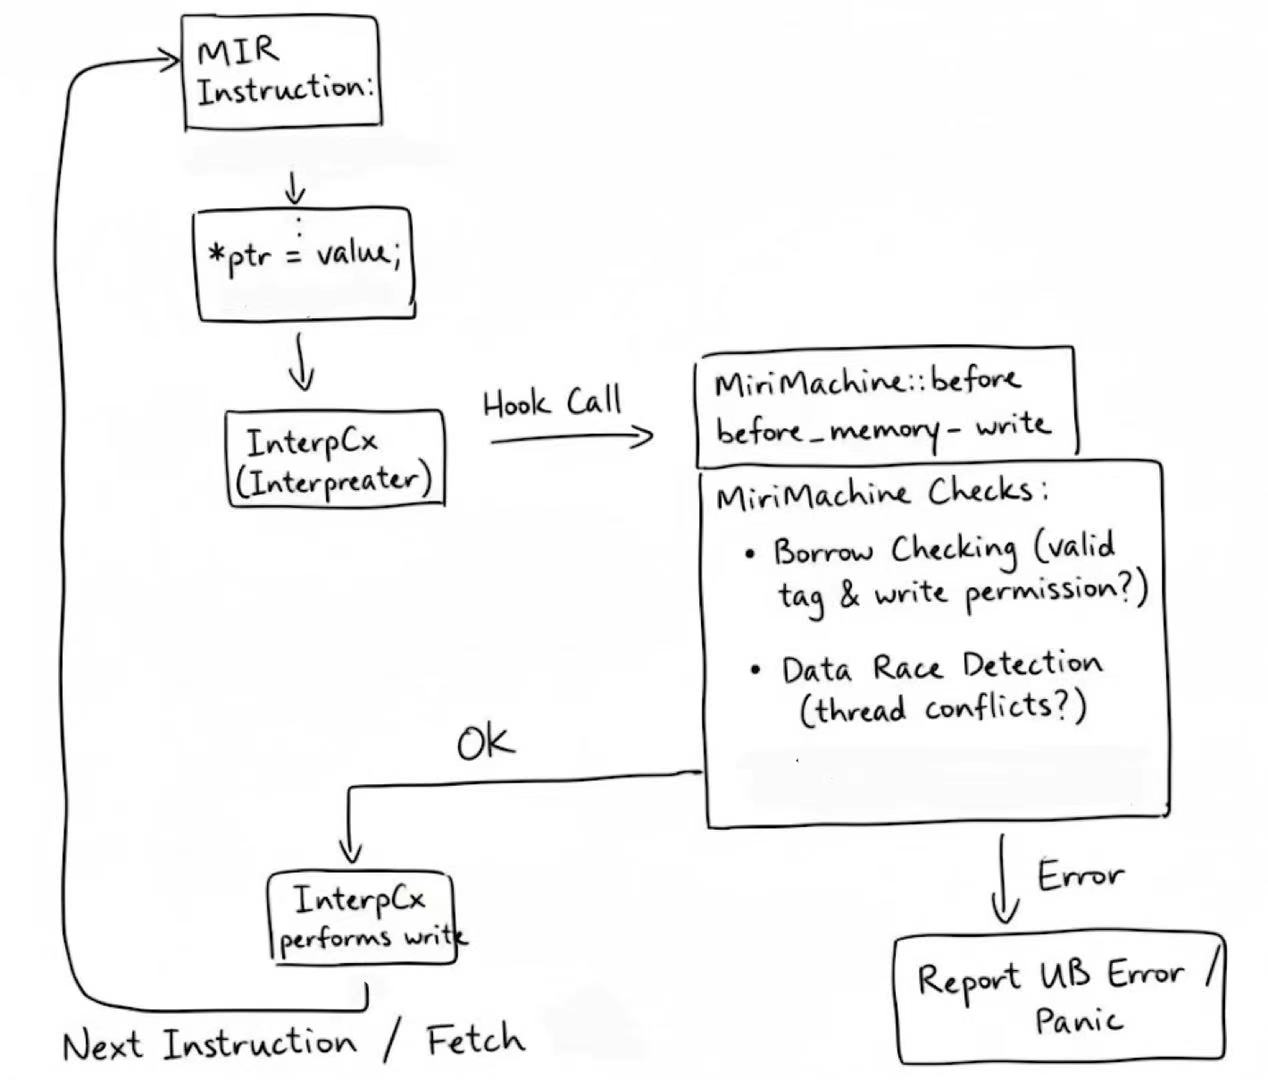 MIR
Instruction:
:
*ptr = value;
InterpCx
(Interpreater)
Hook Call
MiriMachine::before
before_memory- write
MiriMachine Checks:
• Borrow Checking (valid
tag & write permission?)
• Data Race Detection
(thread conflicts?)
OK
InterpCx
performs write
Error
Report UB Error /
Panic
Next Instruction / Fetch